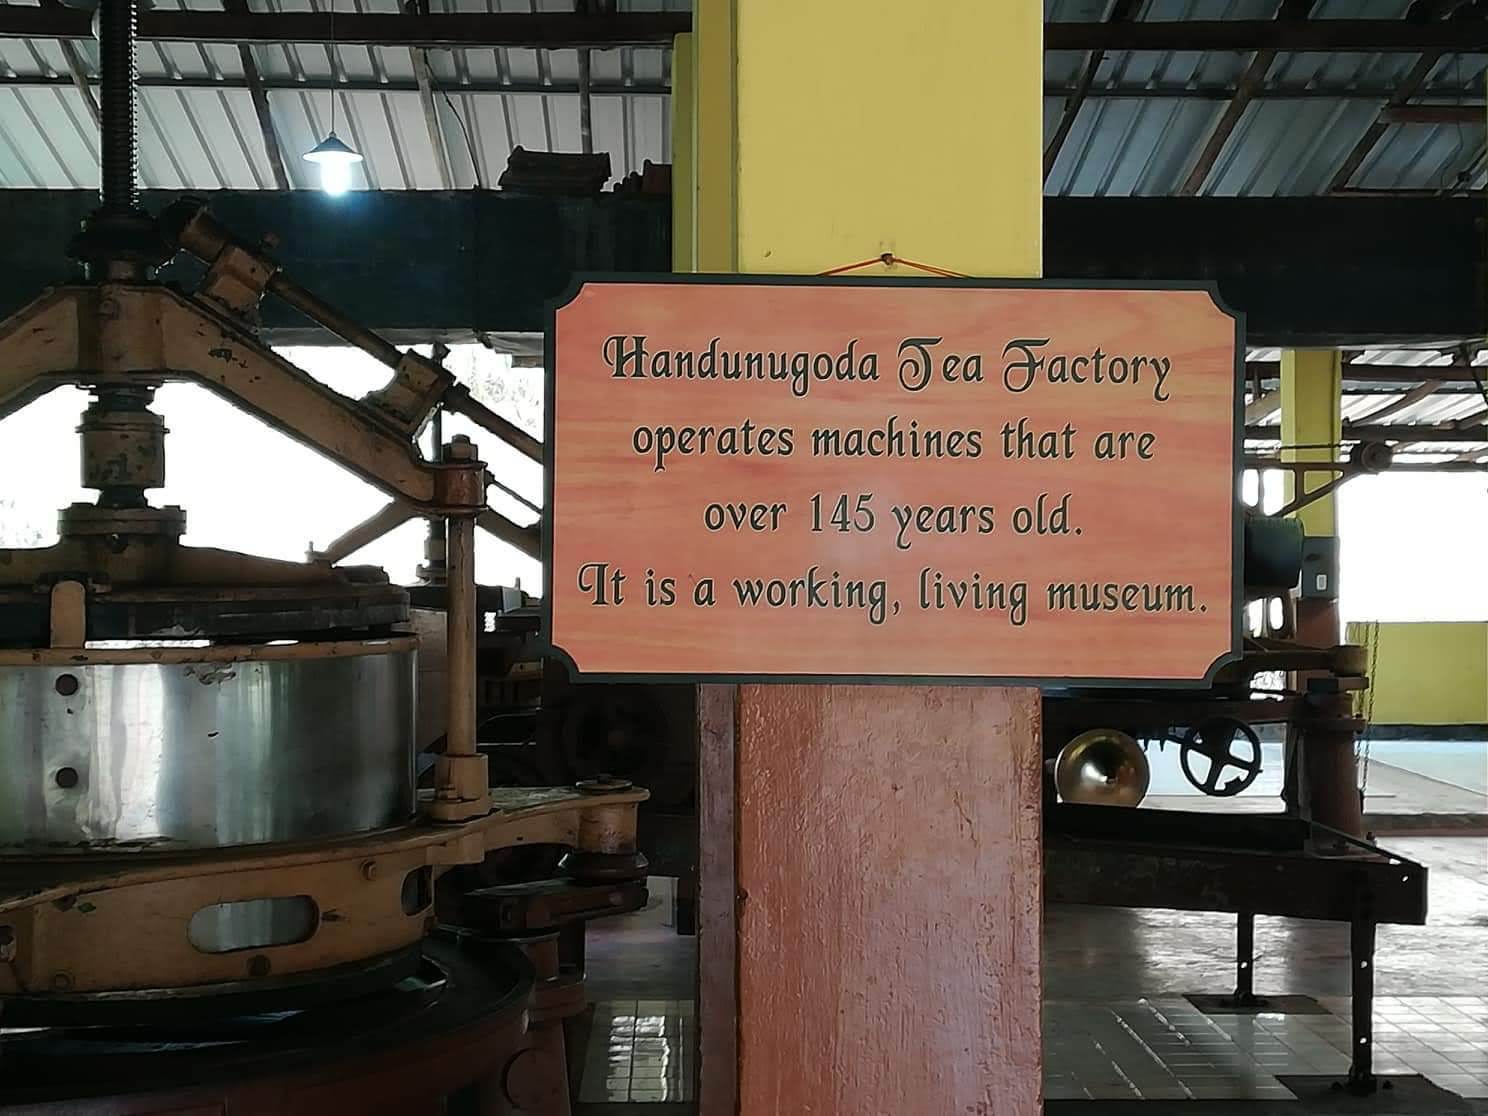 Handunugoda Tea Factory
operates machines that are
over 145 years old.
It is a working, living museum.